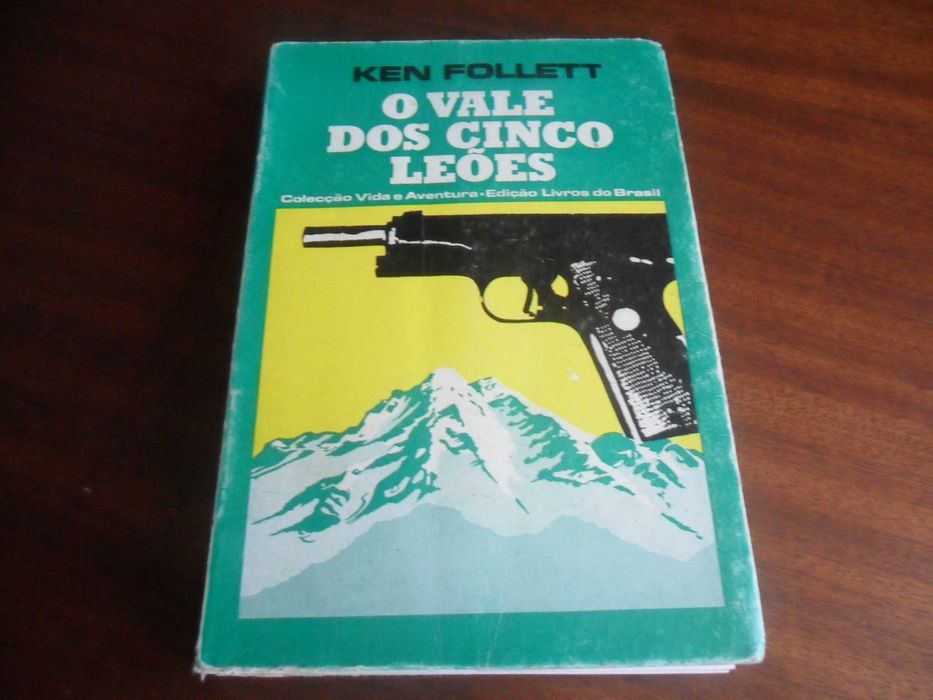 KEN FOLLETT
O VALE
DOS CINCO
LEÕES
Colecção Vida e Aventura • Edição Livros do Brasil